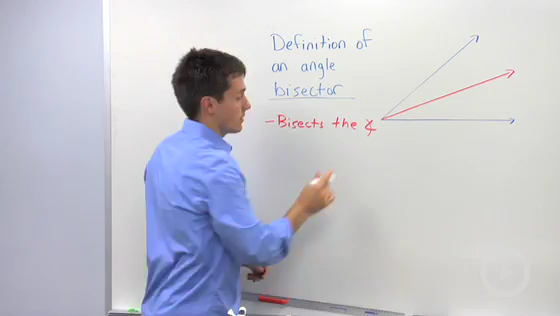 Definition of
an angle
bisector
- Bisects the ∠